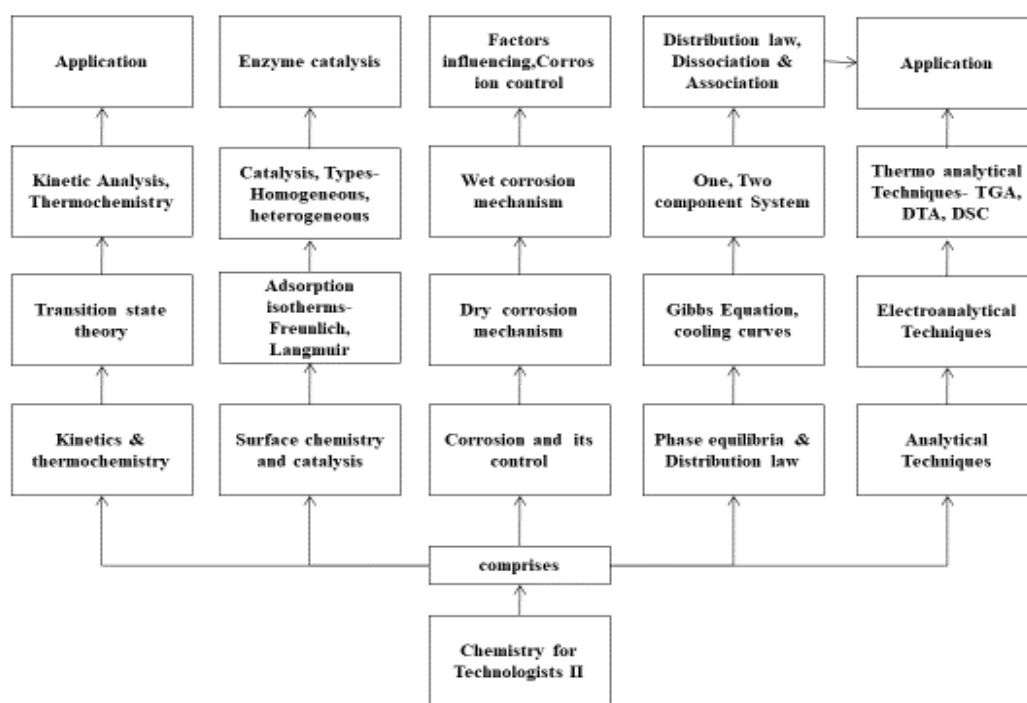 Application
Enzyme catalysis
Factors
influencing,Corros
ion control
Distribution law,
Dissociation &
Association
Application
Kinetic Analysis,
Thermochemistry
Catalysis, Types-
Homogeneous,
heterogeneous
Wet corrosion
mechanism
One, Two
component System
Thermo analytical
Techniques- TGA,
DTA, DSC
Transition state
theory
Adsorption
isotherms-
Freunlich,
Langmuir
Dry corrosion
mechanism
Gibbs Equation,
cooling curves
Electroanalytical
Techniques
Kinetics &
thermochemistry
Surface chemistry
and catalysis
Corrosion and its
control
Phase equilibria &
Distribution law
Analytical
Techniques
comprises
Chemistry for
Technologists II